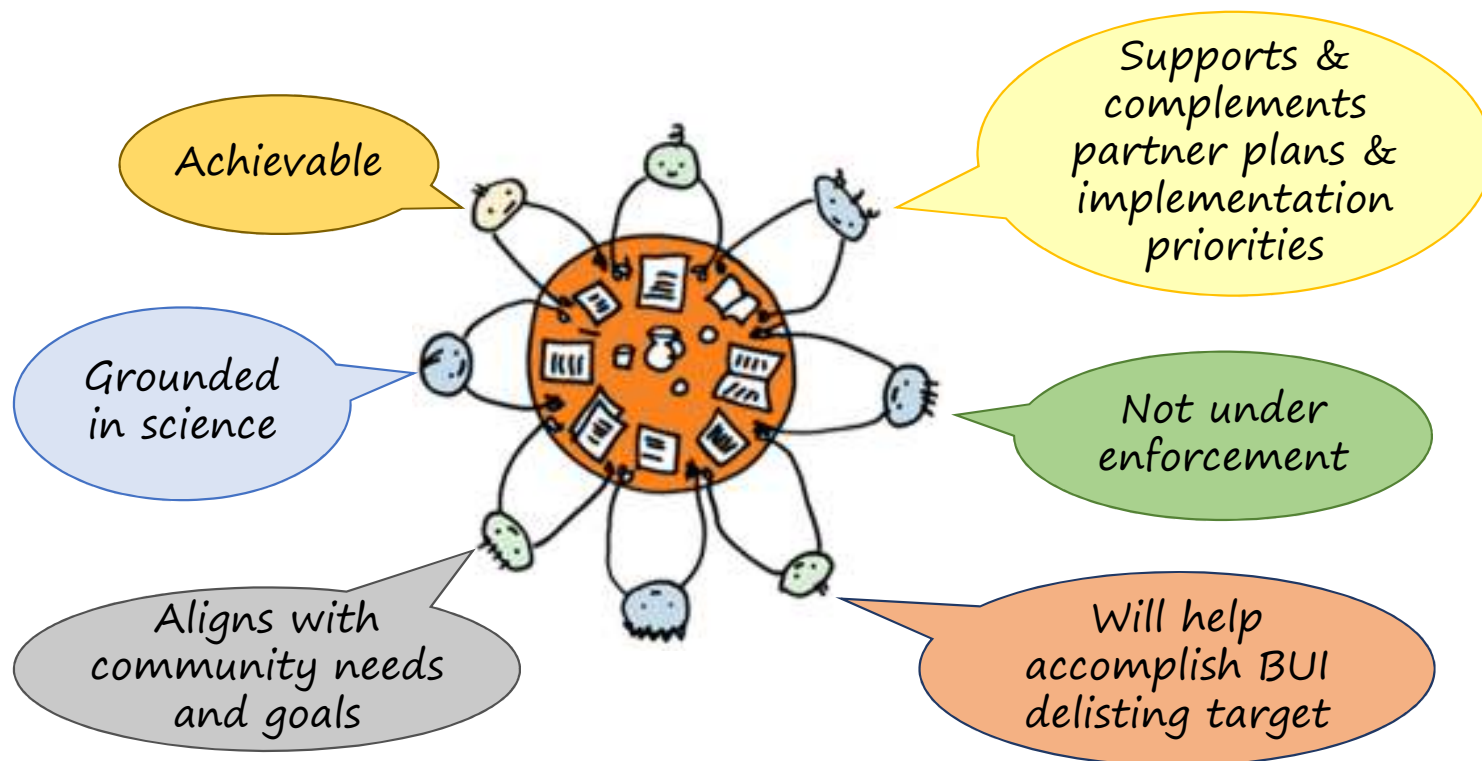 Achievable
Supports &
complements
partner plans &
implementation
priorities
Grounded
in science
Not under
enforcement
Aligns with
community needs
and goals
Will help
accomplish BUI
delisting target